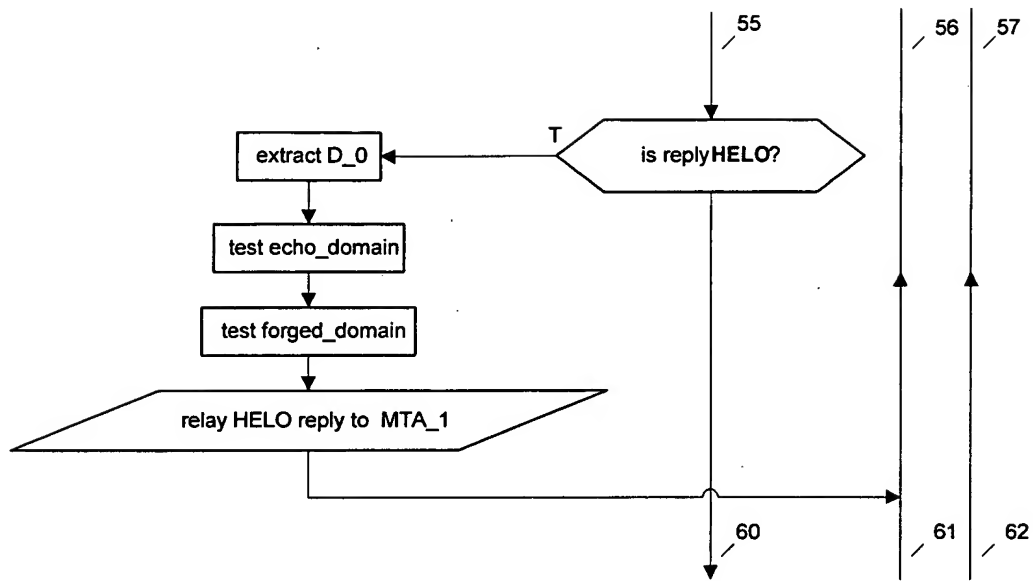 55
56
57
T
is reply HELO?
extract D_0
test echo_domain
test forged_domain
relay HELO reply to MTA_1
60
61
62